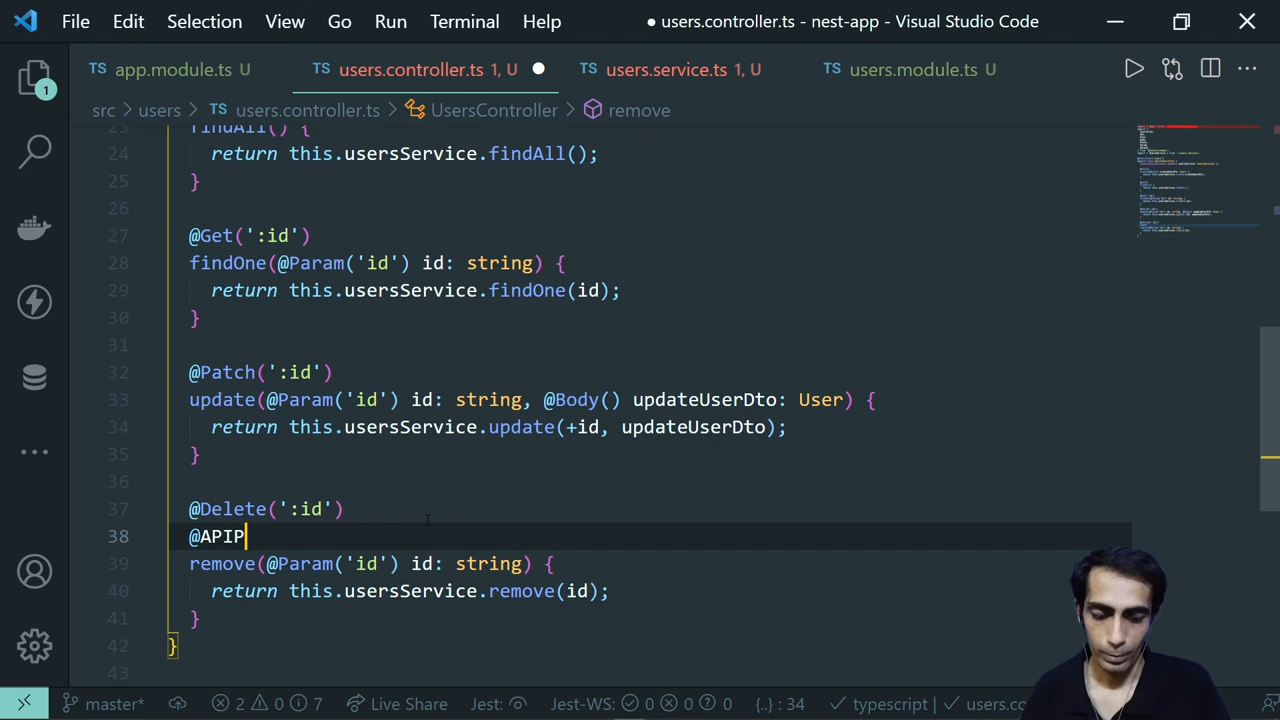 File Edit Selection View Go Run Terminal Help ● users.controller.ts - nest-app - Visual Studio Code
TS app.module.ts U TS users.controller.ts 1, U TS users.service.ts 1, U TS users.module.ts U
1
src > users > TS users.controller.ts > UsersController > remove
23 findAll() {
24 return this.usersService.findAll();
25 }
26
27 @Get(':id')
28 findOne(@Param('id') id: string) {
29 return this.usersService.findOne(id);
30 }
31
32 @Patch(':id')
33 update(@Param('id') id: string, @Body() updateUserDto: User) {
34 return this.usersService.update(+id, updateUserDto);
35 }
36
37 @Delete(':id')
38 @APIP
39 remove(@Param('id') id: string) {
40 return this.usersService.remove(id);
41 }
42 }
43
master* 2 0 7 Live Share Jest: Jest-WS: 0 0 0 {..} : 34 typescript | users.co